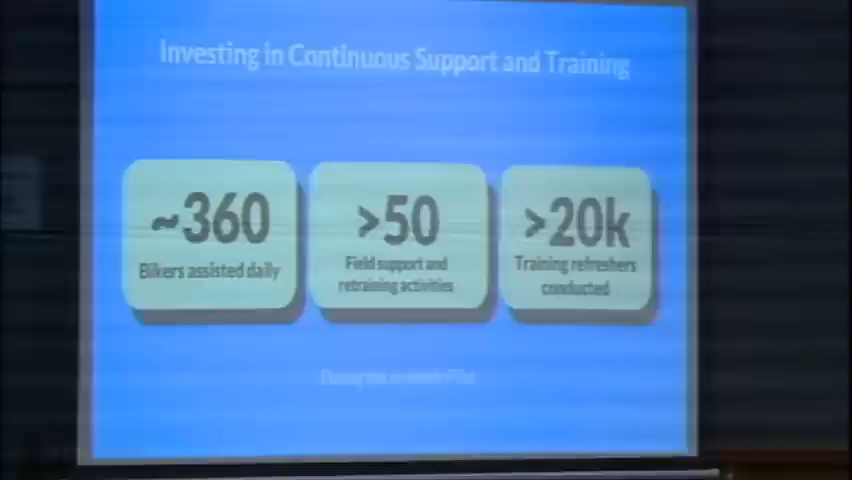 Investing in Continuous Support and Training
~360
Bikers assisted daily
>50
Field support and
retraining activities
>20k
Training refreshers
conducted